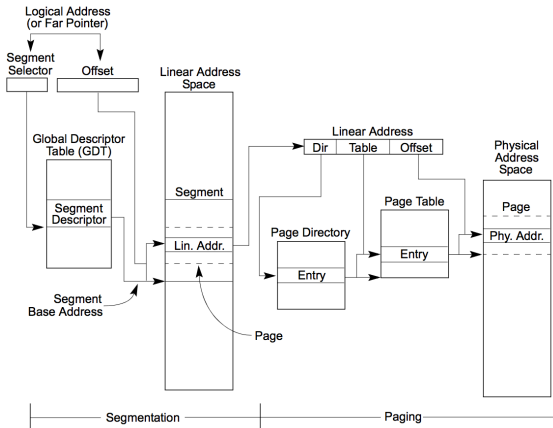 Logical Address
(or Far Pointer)
Segment
Selector
Offset
Linear Address
Space
Global Descriptor
Table (GDT)
Segment
Descriptor
Segment
Lin. Addr.
Segment
Base Address
Page
Linear Address
Dir
Table
Offset
Page Directory
Entry
Page Table
Entry
Physical
Address
Space
Page
Phy. Addr.
Segmentation
Paging